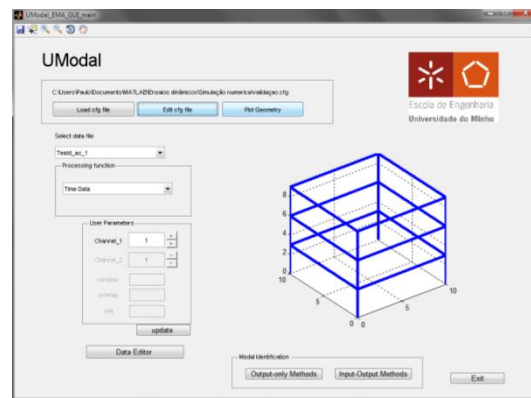 UModal_EMA_GUI_main
UModal
C:\Users\Paulo\Documents\MATLAB\Ensaios dinâmicos\Simulação numerica\validaçao.cfg
Load cfg file
Edit cfg file
Plot Geometry
Escola de Engenharia
Universidade do Minho
Select data file
Processing function
Time Data
User Parameters
Channel_1
1
Channel_2
1
window
overlap
update
Data Editor
8
6
4
2
0
10
5
0
0
5
10
Modal Identification
Output-only Methods
Input-Output Methods
Exit